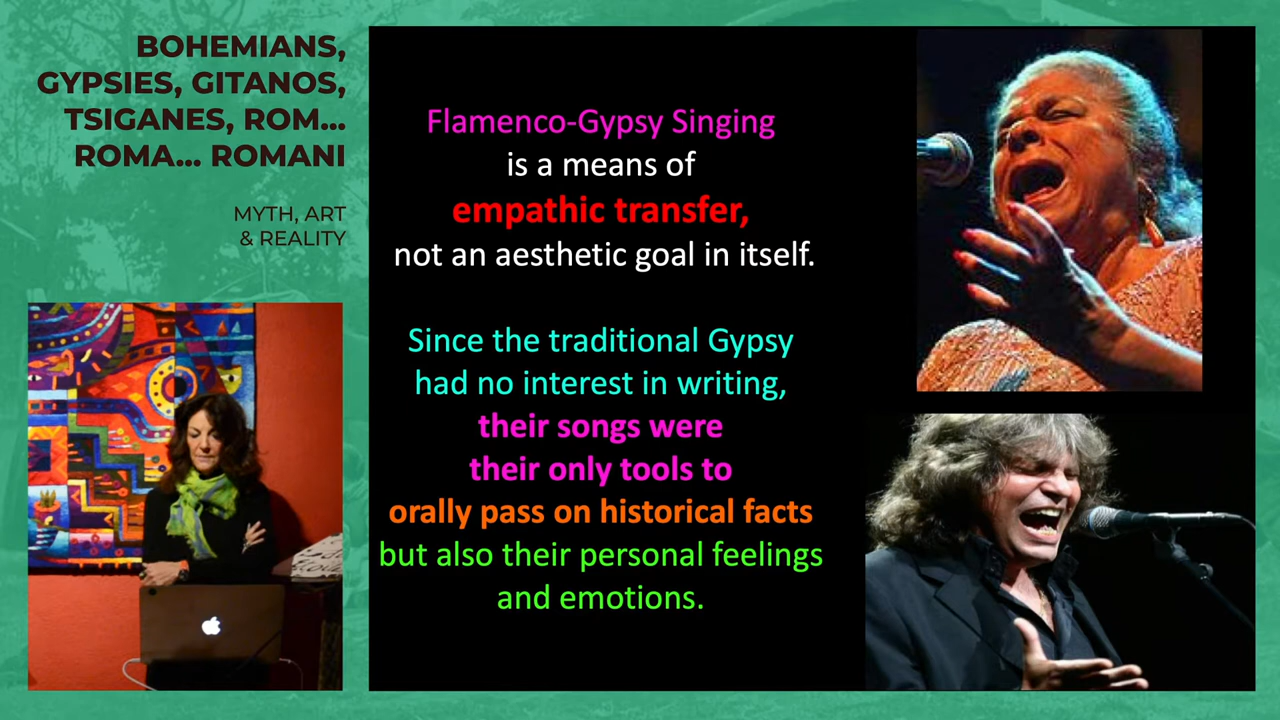 BOHEMIANS,
GYPSIES, GITANOS,
TSIGANES, ROM...
ROMA... ROMANI
MYTH, ART
& REALITY
Flamenco-Gypsy Singing
is a means of
empathic transfer,
not an aesthetic goal in itself.
Since the traditional Gypsy
had no interest in writing,
their songs were
their only tools to
orally pass on historical facts
but also their personal feelings
and emotions.